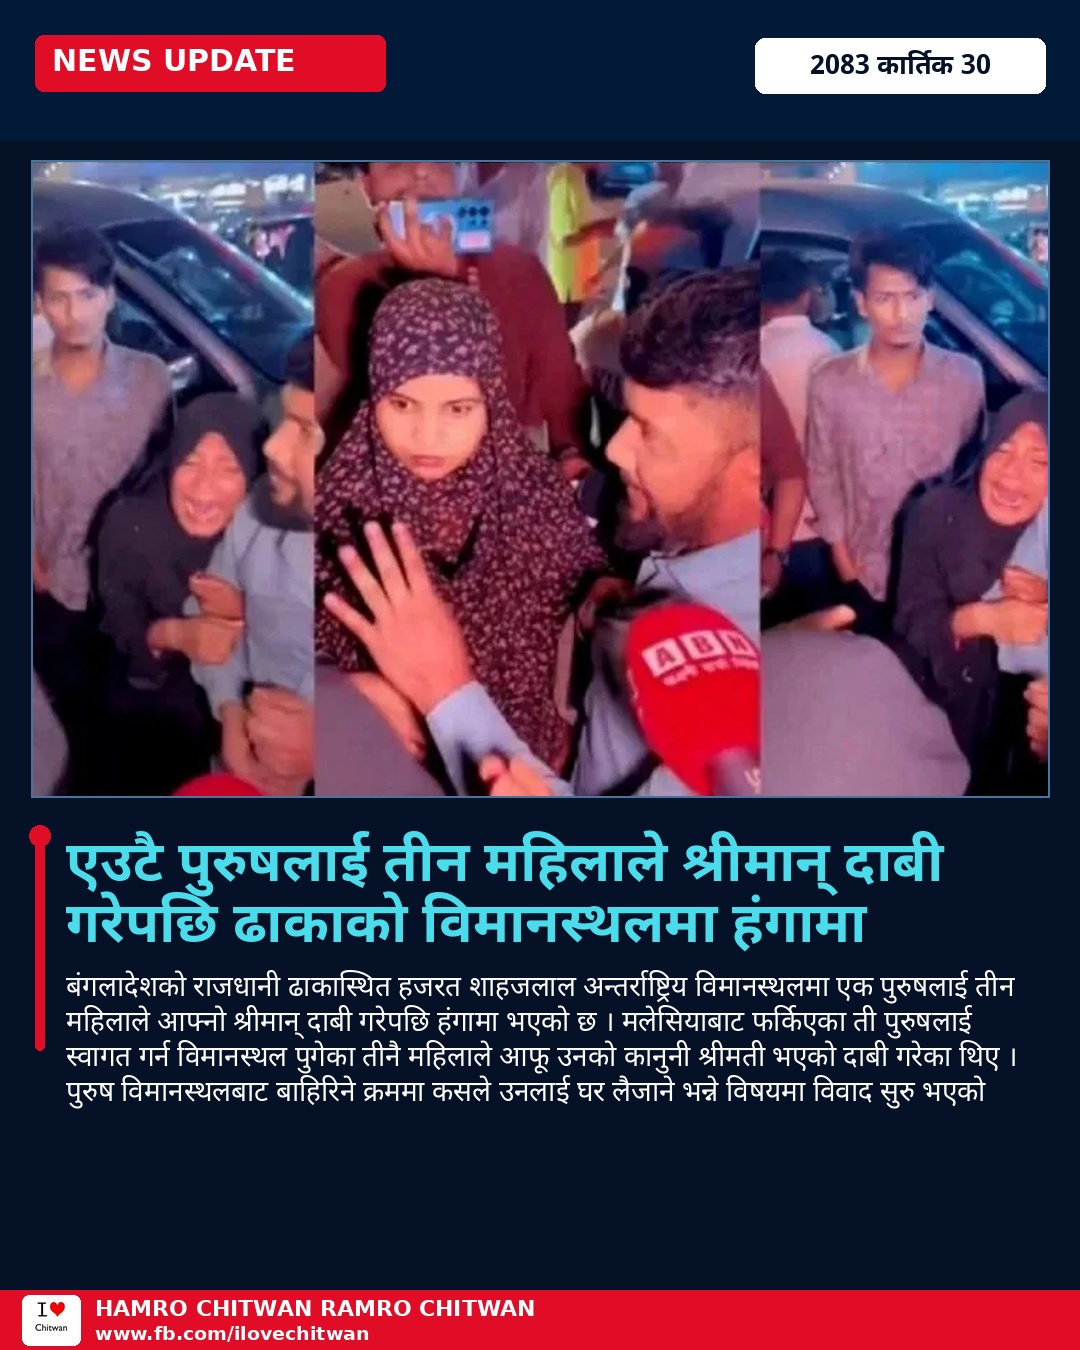 NEWS UPDATE
2083 कार्तिक 30
ABN
एउटै पुरुषलाई तीन महिलाले श्रीमान् दाबी
गरेपछि ढाकाको विमानस्थलमा हंगामा
बंगलादेशको राजधानी ढाकास्थित हजरत शाहजलाल अन्तर्राष्ट्रिय विमानस्थलमा एक पुरुषलाई तीन
महिलाले आफ्नो श्रीमान् दाबी गरेपछि हंगामा भएको छ । मलेसियाबाट फर्किएका ती पुरुषलाई
स्वागत गर्न विमानस्थल पुगेका तीनै महिलाले आफू उनको कानुनी श्रीमती भएको दाबी गरेका थिए ।
पुरुष विमानस्थलबाट बाहिरिने क्रममा कसले उनलाई घर लैजाने भन्ने विषयमा विवाद सुरु भएको
I❤
Chitwan
HAMRO CHITWAN RAMRO CHITWAN
www.fb.com/ilovechitwan